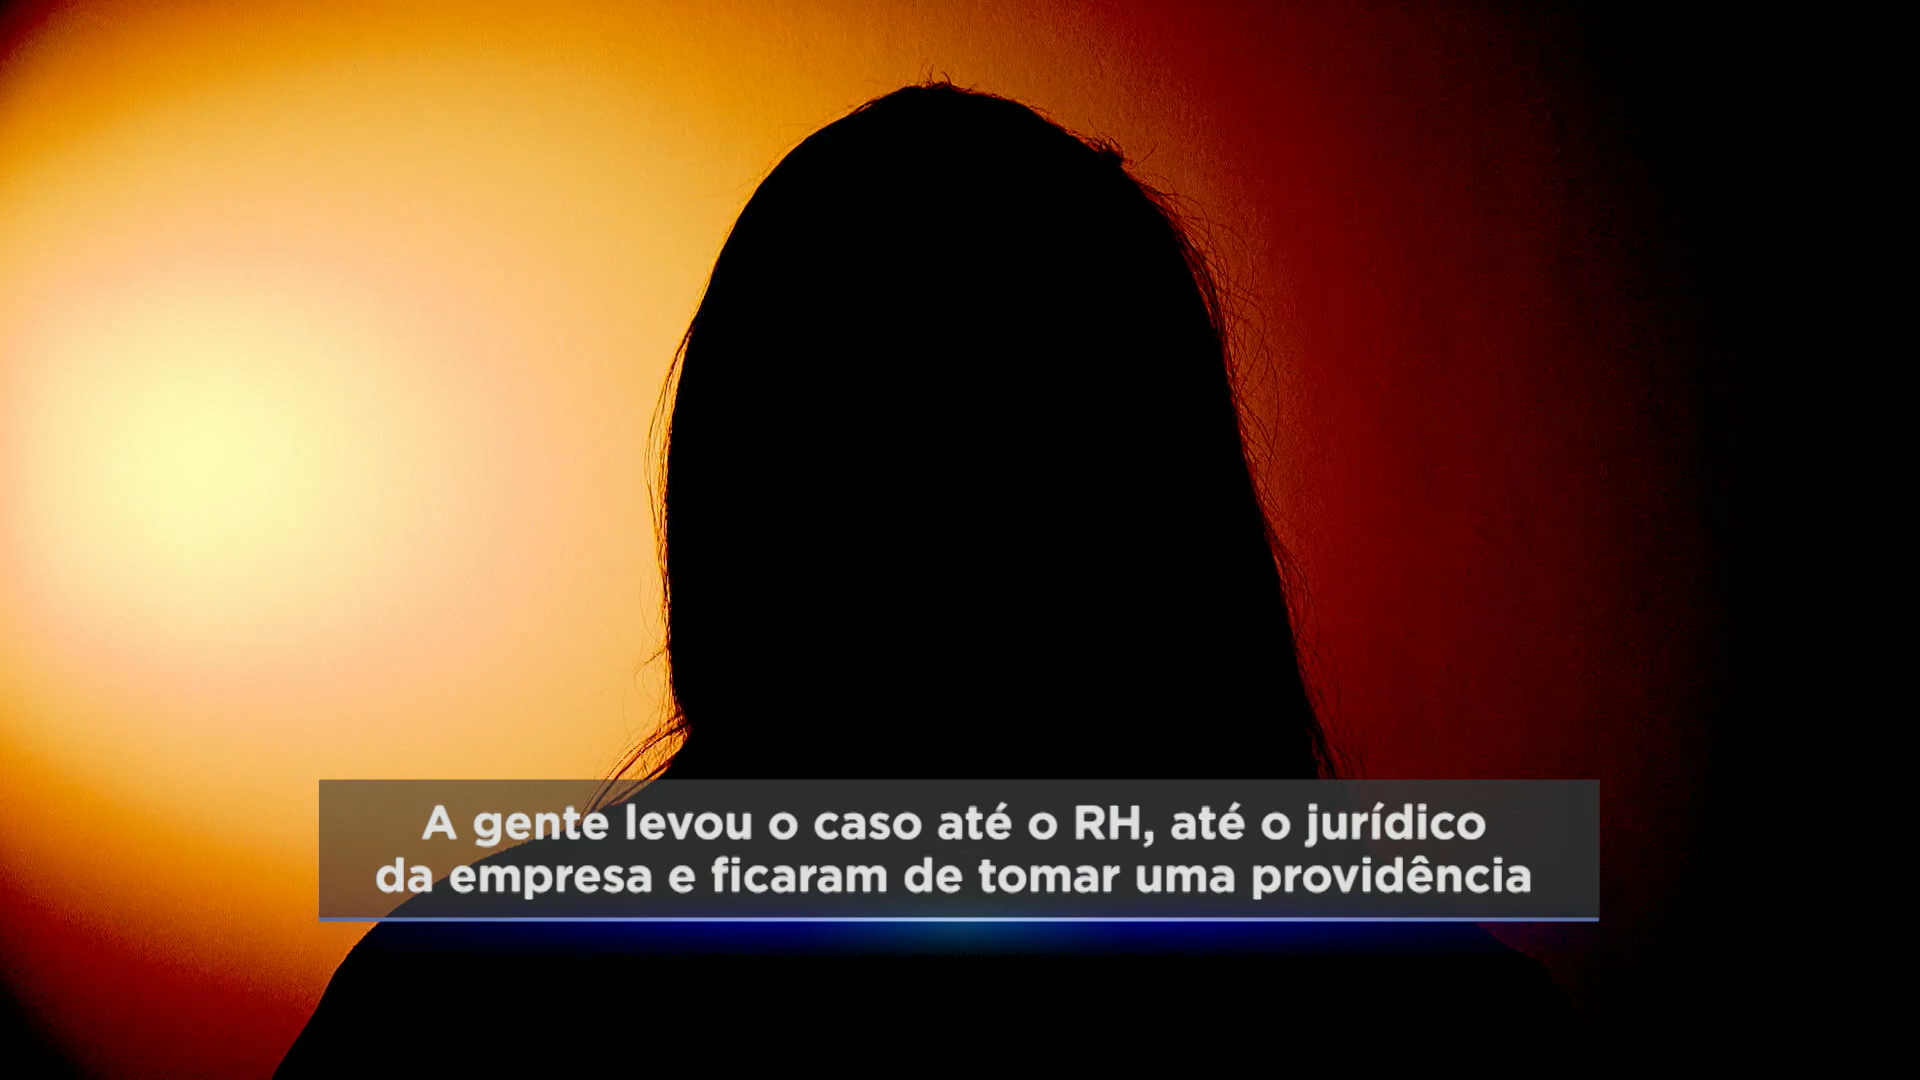 A gente levou o caso até o RH, até o jurídico
da empresa e ficaram de tomar uma providência